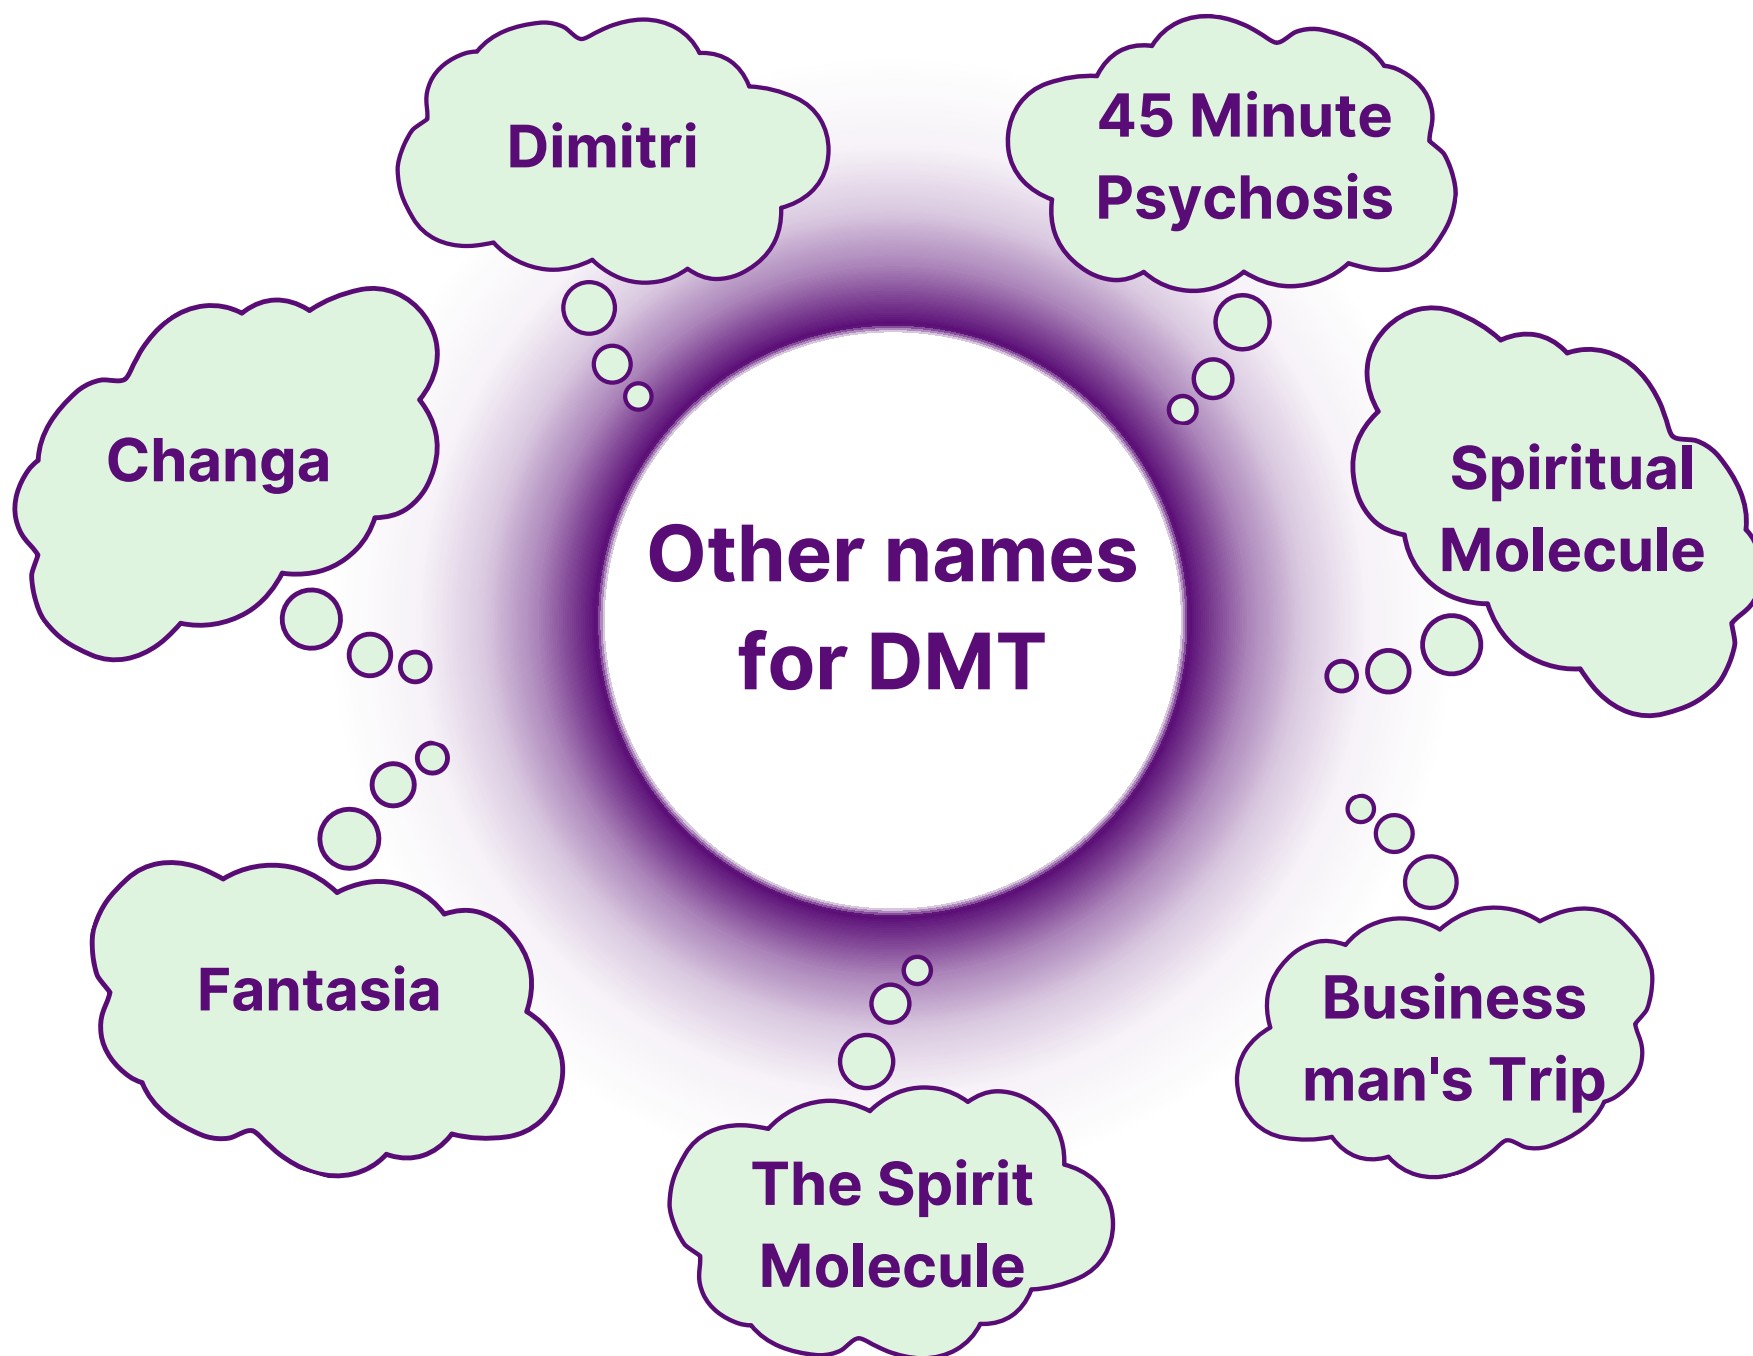 Dimitri
45 Minute
Psychosis
Changa
Spiritual
Molecule
Other names
for DMT
Fantasia
Business
man's Trip
The Spirit
Molecule